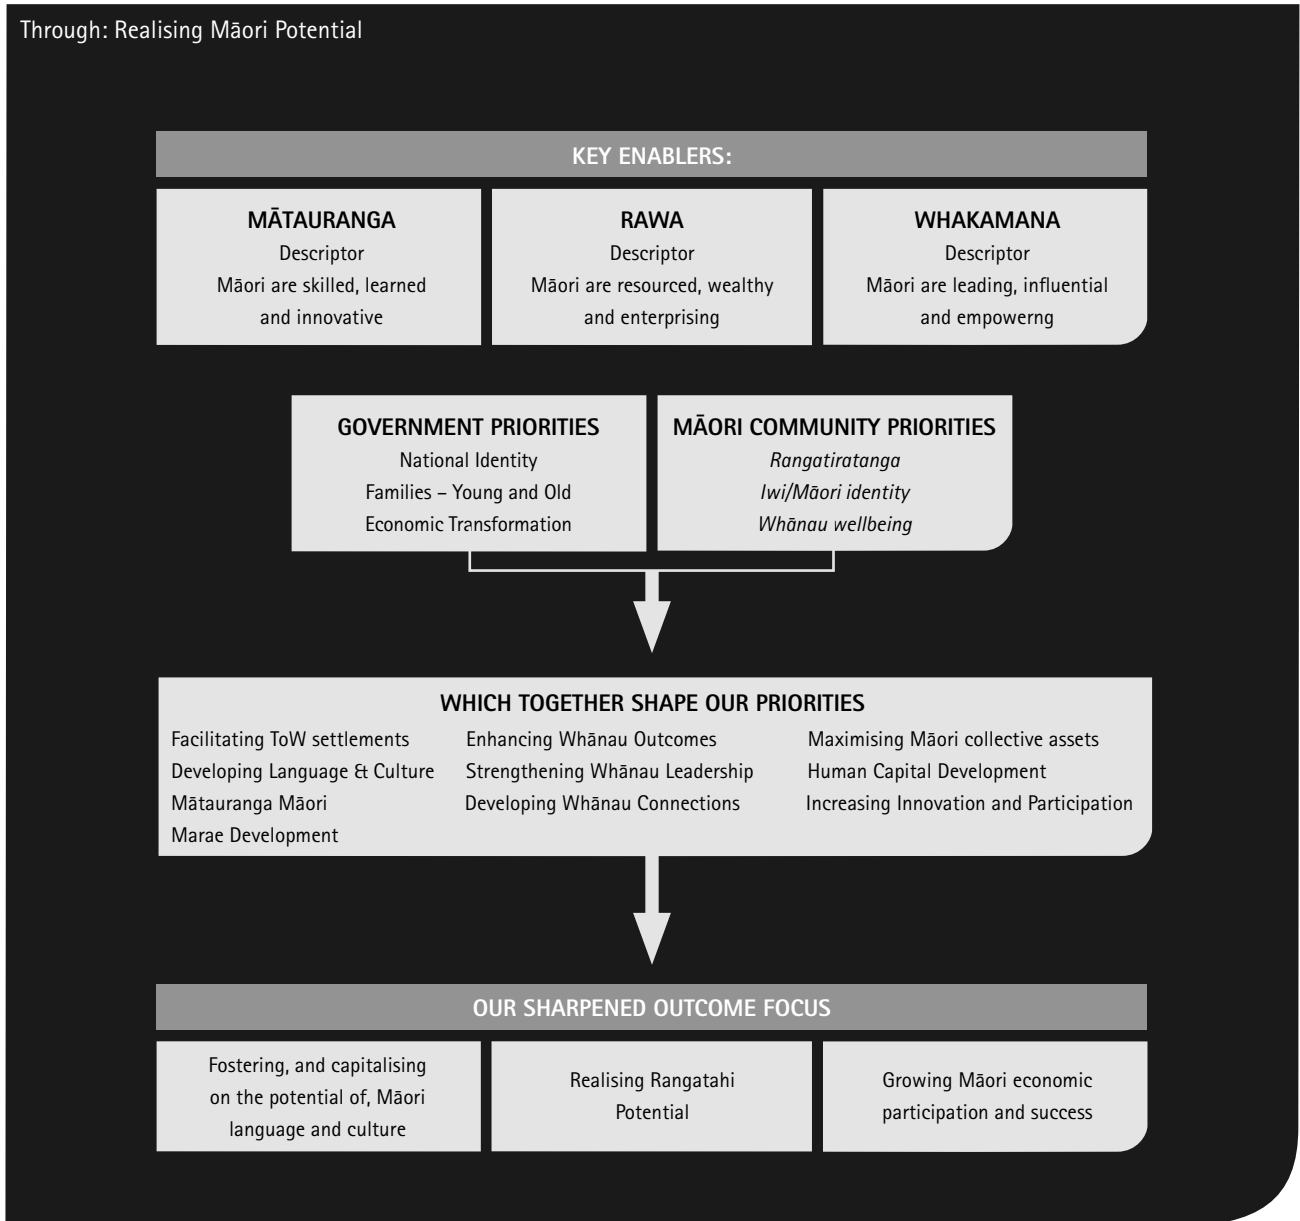 Through: Realising Māori Potential
KEY ENABLERS:
MĀTAURANGA
Descriptor
Māori are skilled, learned
and innovative
RAWA
Descriptor
Māori are resourced, wealthy
and enterprising
WHAKAMANA
Descriptor
Māori are leading, influential
and empowerng
GOVERNMENT PRIORITIES
National Identity
Families – Young and Old
Economic Transformation
MĀORI COMMUNITY PRIORITIES
Rangatiratanga
Iwi/Māori identity
Whānau wellbeing
WHICH TOGETHER SHAPE OUR PRIORITIES
Facilitating ToW settlements
Developing Language & Culture
Mātauranga Māori
Marae Development
Enhancing Whānau Outcomes
Strengthening Whānau Leadership
Developing Whānau Connections
Maximising Māori collective assets
Human Capital Development
Increasing Innovation and Participation
OUR SHARPENED OUTCOME FOCUS
Fostering, and capitalising
on the potential of, Māori
language and culture
Realising Rangatahi
Potential
Growing Māori economic
participation and success